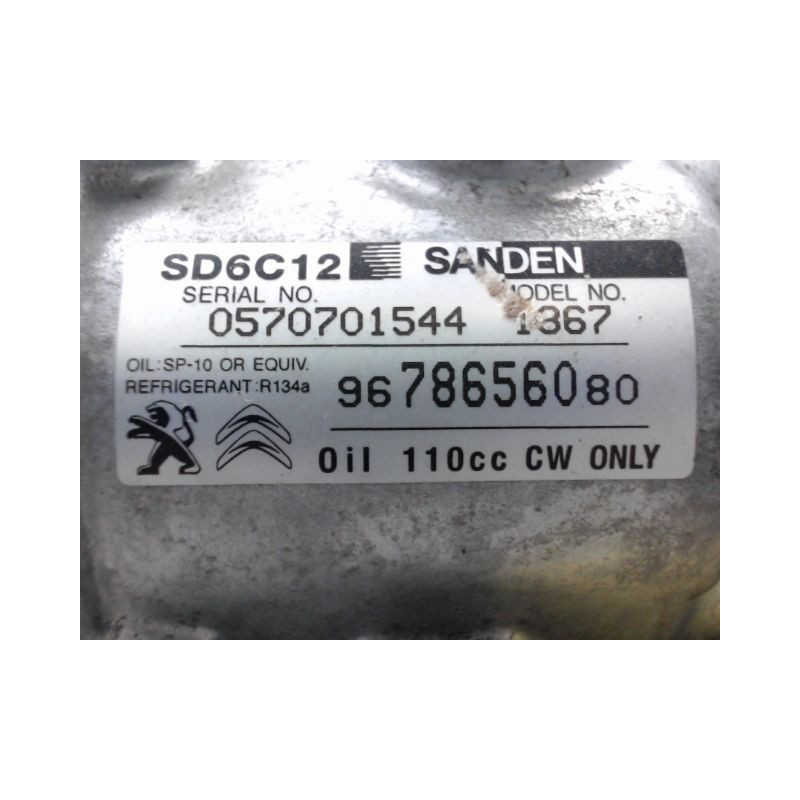 SD6C12 SANDEN
SERIAL NO. MODEL NO.
0570701544 1367
OIL:SP-10 OR EQUIV.
REFRIGERANT:R134a
9678656080
Oil 110cc CW ONLY